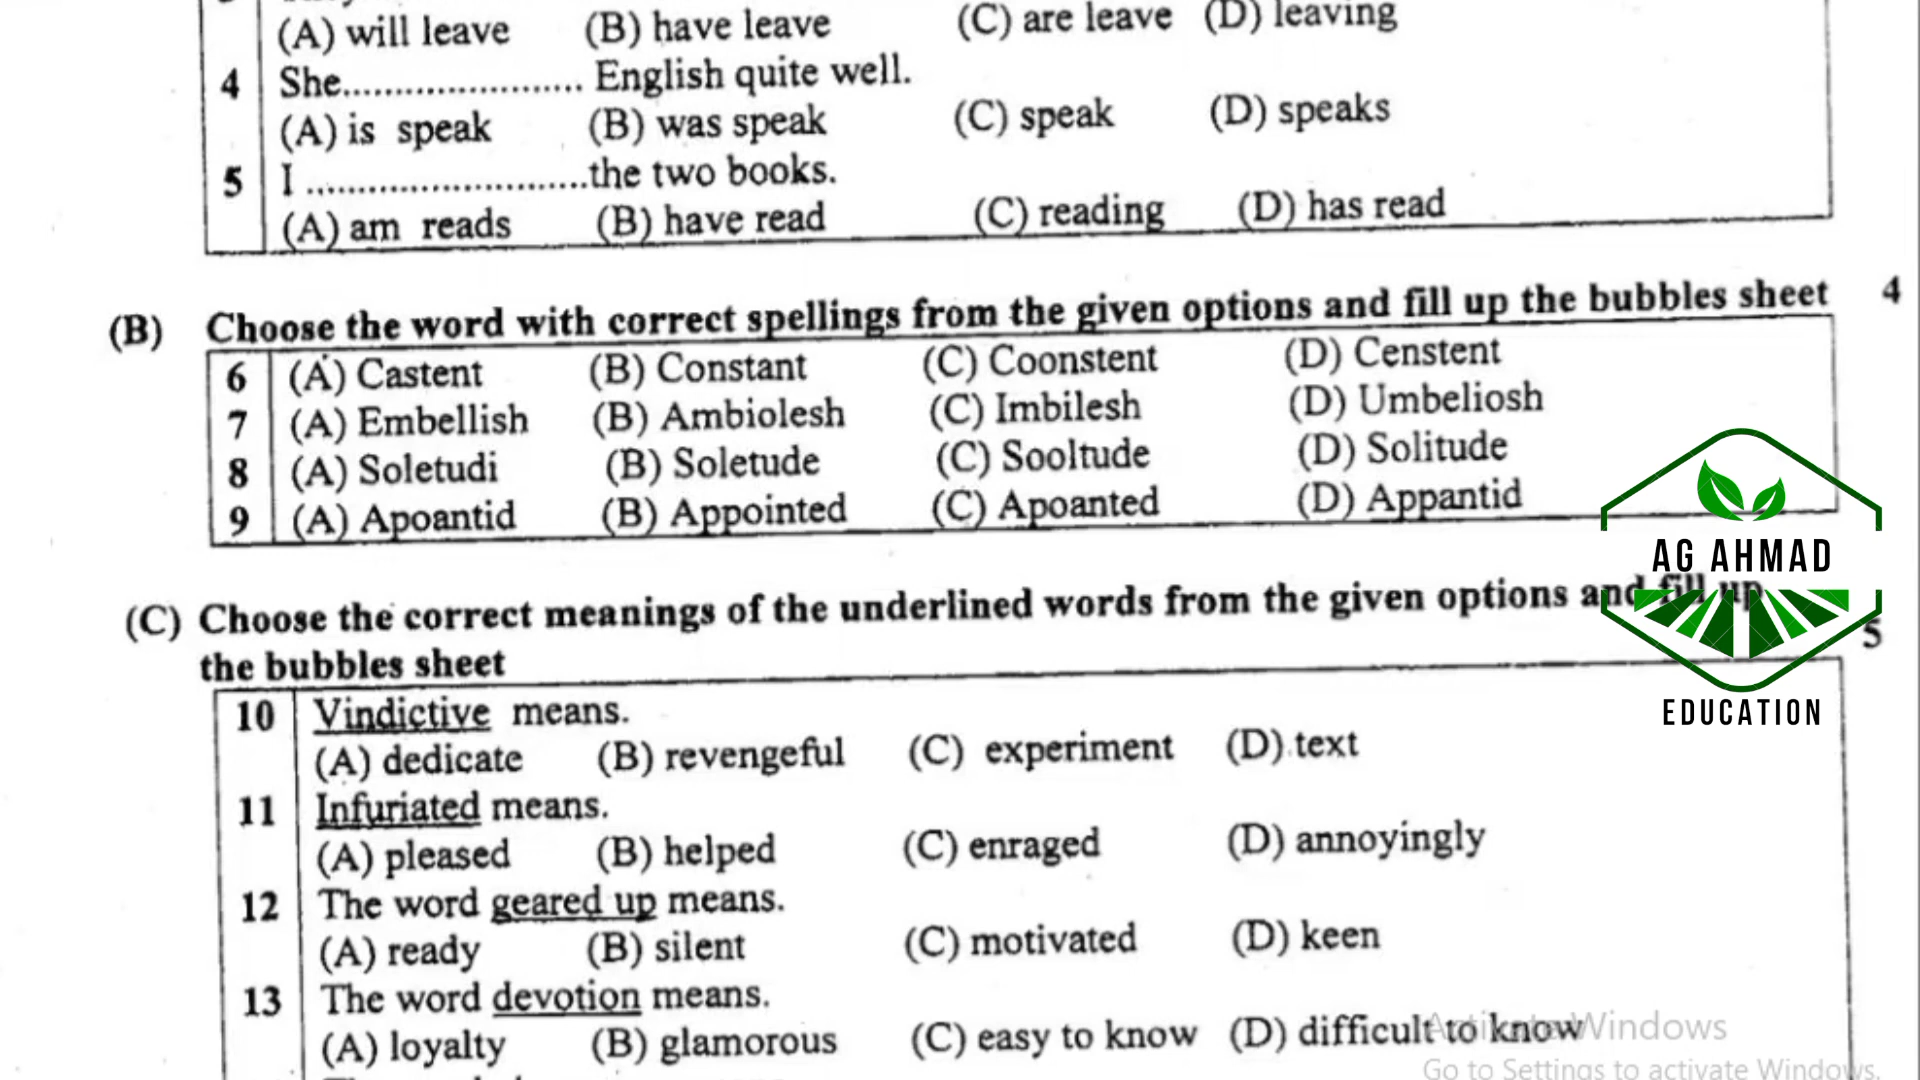 (A) will leave (B) have leave (C) are leave (D) leaving
4 She....................... English quite well.
(A) is speak (B) was speak (C) speak (D) speaks
5 I ...........................the two books.
(A) am reads (B) have read (C) reading (D) has read
(B) Choose the word with correct spellings from the given options and fill up the bubbles sheet 4
6 (A) Castent (B) Constant (C) Coonstent (D) Censtent
7 (A) Embellish (B) Ambiolesh (C) Imbilesh (D) Umbeliosh
8 (A) Soletudi (B) Soletude (C) Sooltude (D) Solitude
9 (A) Apoantid (B) Appointed (C) Apoanted (D) Appantid
AG AHMAD
EDUCATION
(C) Choose the correct meanings of the underlined words from the given options and fill up
the bubbles sheet 5
10 Vindictive means.
(A) dedicate (B) revengeful (C) experiment (D) text
11 Infuriated means.
(A) pleased (B) helped (C) enraged (D) annoyingly
12 The word geared up means.
(A) ready (B) silent (C) motivated (D) keen
13 The word devotion means.
(A) loyalty (B) glamorous (C) easy to know (D) difficult to know
Activate Windows
Go to Settings to activate Windows.